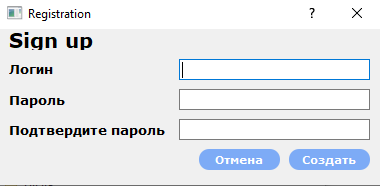 Registration
Sign up
Логин
Пароль
Подтвердите пароль
Отмена Создать